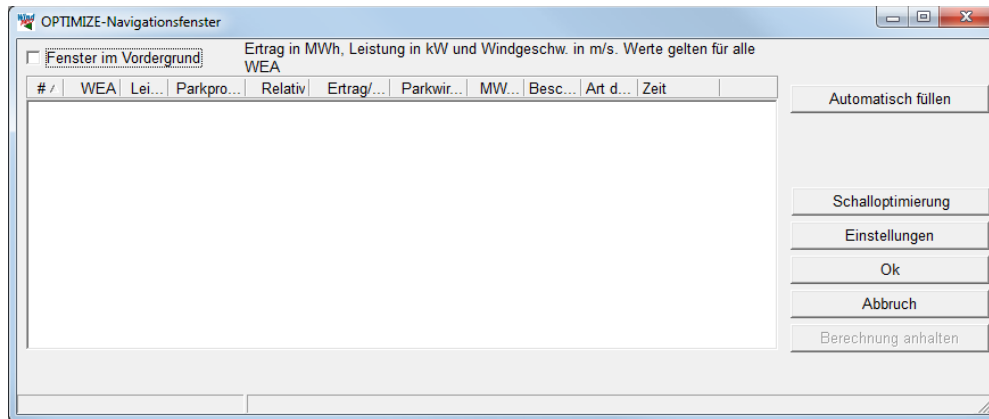 OPTIMIZE-Navigationsfenster
Fenster im Vordergrund
Ertrag in MWh, Leistung in kW und Windgeschw. in m/s. Werte gelten für alle
WEA
# WEA Lei... Parkpro... Relativ Ertrag/... Parkwir... MW... Besc... Art d... Zeit
Automatisch füllen
Schalloptimierung
Einstellungen
Ok
Abbruch
Berechnung anhalten